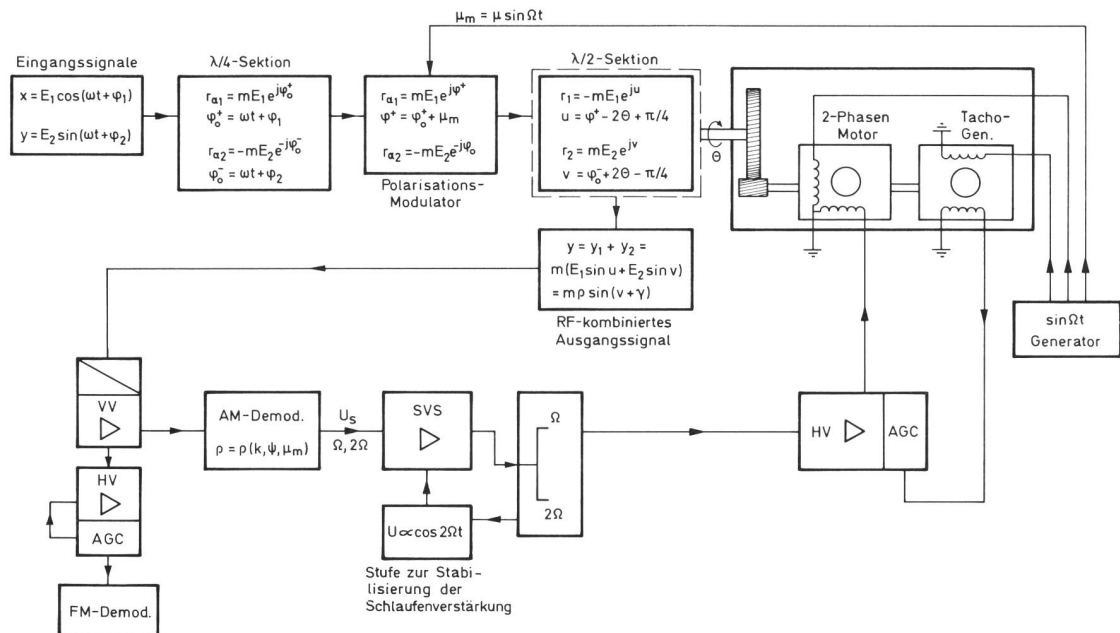 μm = μ sin Ωt
Eingangssignale
x = E1 cos(ωt + φ1)
y = E2 sin(ωt + φ2)
λ/4-Sektion
rα1 = mE1e^jφo+
φo+ = ωt + φ1
rα2 = −mE2e^-jφo-
φo- = ωt + φ2
rα1 = mE1e^jφ+
φ+ = φo+ + μm
rα2 = −mE2e^-jφo
Polarisations-
Modulator
λ/2-Sektion
r1 = −mE1e^ju
u = φ+ − 2Θ + π/4
r2 = mE2e^jv
v = φo- + 2Θ − π/4
Θ
2-Phasen
Motor
Tacho-
Gen.
y = y1 + y2 =
m(E1 sin u + E2 sin v)
= mρ sin(v + γ)
RF-kombiniertes
Ausgangssignal
sin Ωt
Generator
VV
AM-Demod.
ρ = ρ(k, ψ, μm)
Us
Ω, 2Ω
SVS
Ω
2Ω
HV
AGC
HV
AGC
U ∝ cos 2Ωt
Stufe zur Stabi-
lisierung der
Schlaufenverstärkung
FM-Demod.